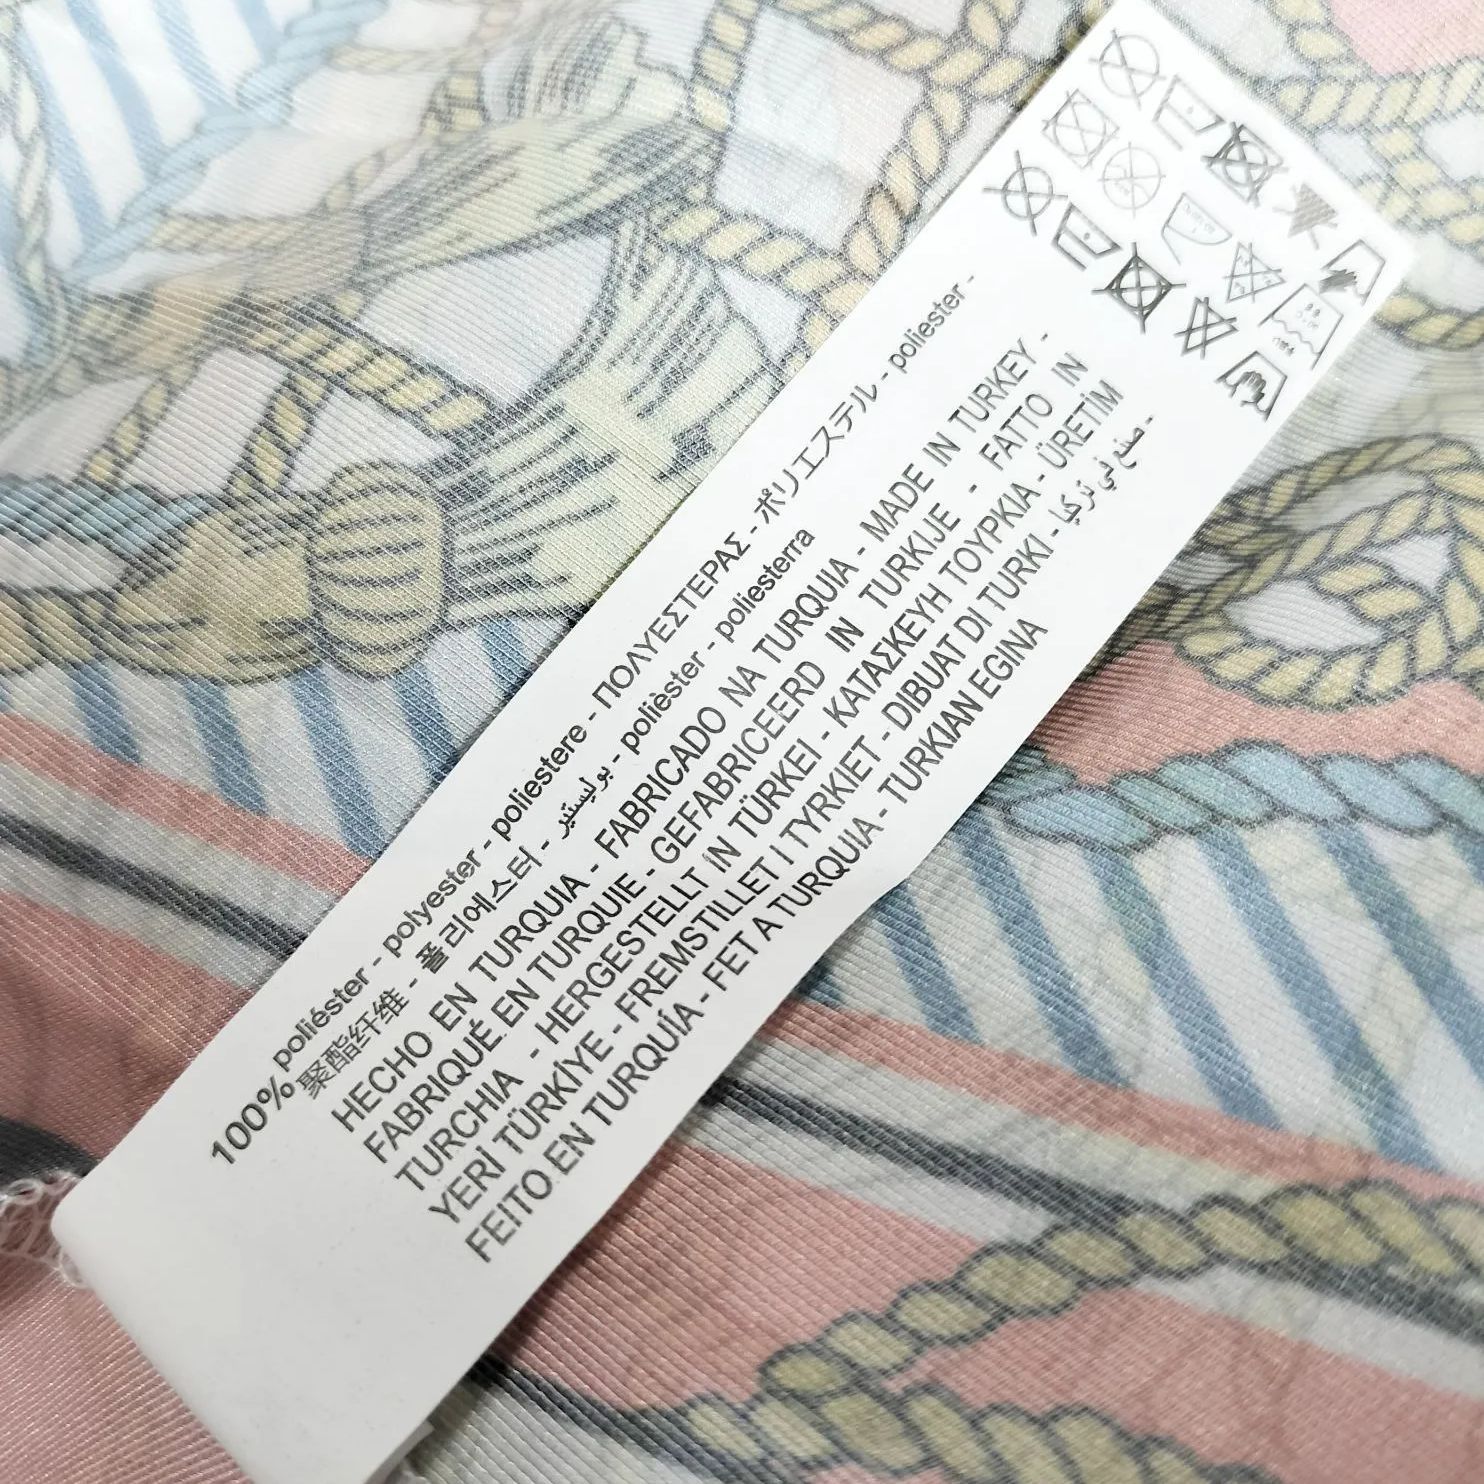 100% poliéster - polyester - poliestere - ΠΟΛΥΕΣΤΕΡΑΣ - ポリエステル - poliester -
聚酯纤维 - 폴리에스터 - بوليستير - polièster - poliesterra
HECHO EN TURQUIA - FABRICADO NA TURQUIA - MADE IN TURKEY -
FABRIQUÉ EN TURQUIE - GEFABRICEERD IN TURKIJE - FATTO IN
TURCHIA - HERGESTELLT IN TÜRKEI - ΚΑΤΑΣΚΕΥΗ ΤΟΥΡΚΙΑ - ÜRETİM
YERİ TÜRKİYE - FREMSTILLET I TYRKIET - DIBUAT DI TURKI - صنع في تركيا -
FEITO EN TURQUÍA - FET A TURQUIA - TURKIAN EGINA